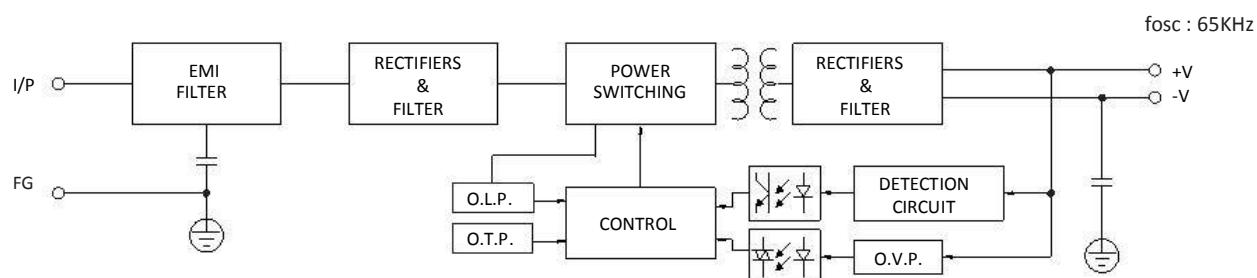 fosc : 65KHz
I/P
EMI
FILTER
RECTIFIERS
&
FILTER
POWER
SWITCHING
RECTIFIERS
&
FILTER
+V
-V
FG
O.L.P.
O.T.P.
CONTROL
DETECTION
CIRCUIT
O.V.P.